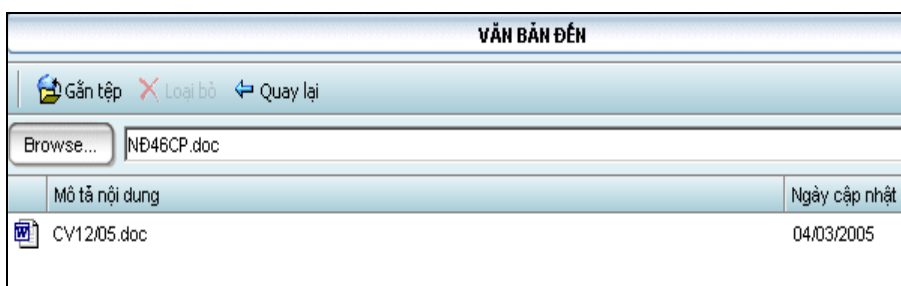 VĂN BẢN ĐẾN
Gắn tệp Loại bỏ Quay lại
Browse... NĐ46CP.doc
Mô tả nội dung Ngày cập nhật
CV12/05.doc 04/03/2005